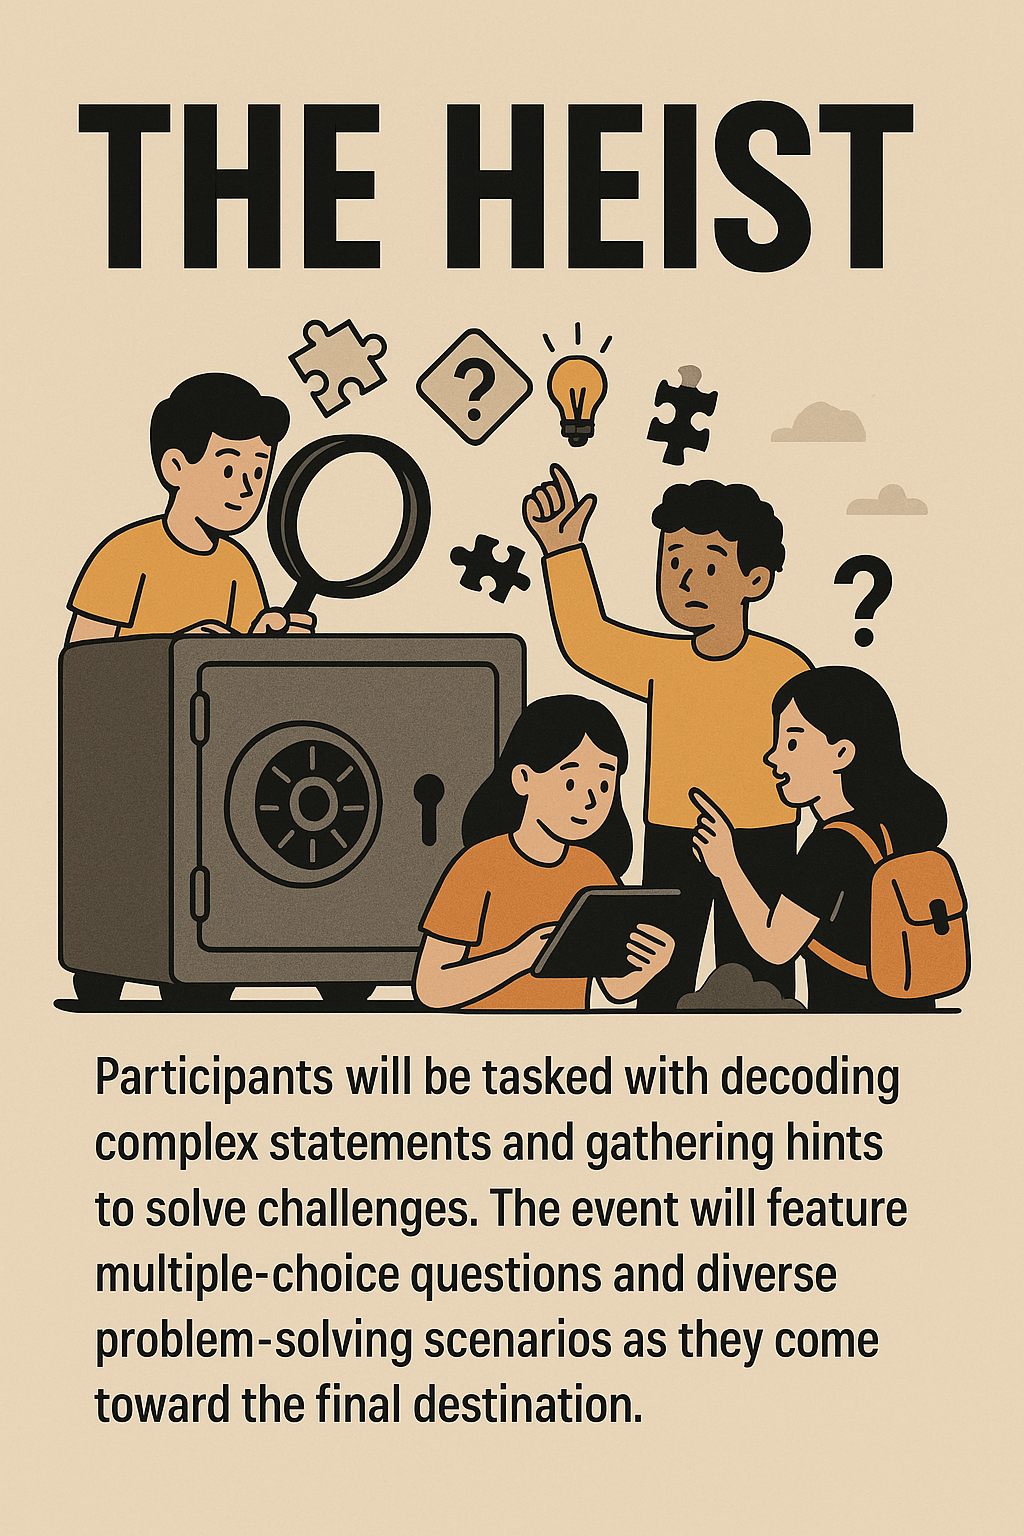 THE HEIST
?
?
Participants will be tasked with decoding
complex statements and gathering hints
to solve challenges. The event will feature
multiple-choice questions and diverse
problem-solving scenarios as they come
toward the final destination.